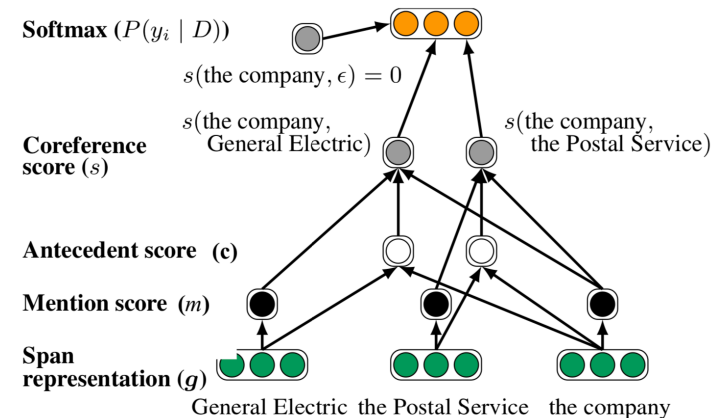 Softmax (P(y_i | D))
s(the company, ϵ) = 0
s(the company,
General Electric)
s(the company,
the Postal Service)
Coreference
score (s)
Antecedent score (c)
Mention score (m)
Span
representation (g)
General Electric the Postal Service the company